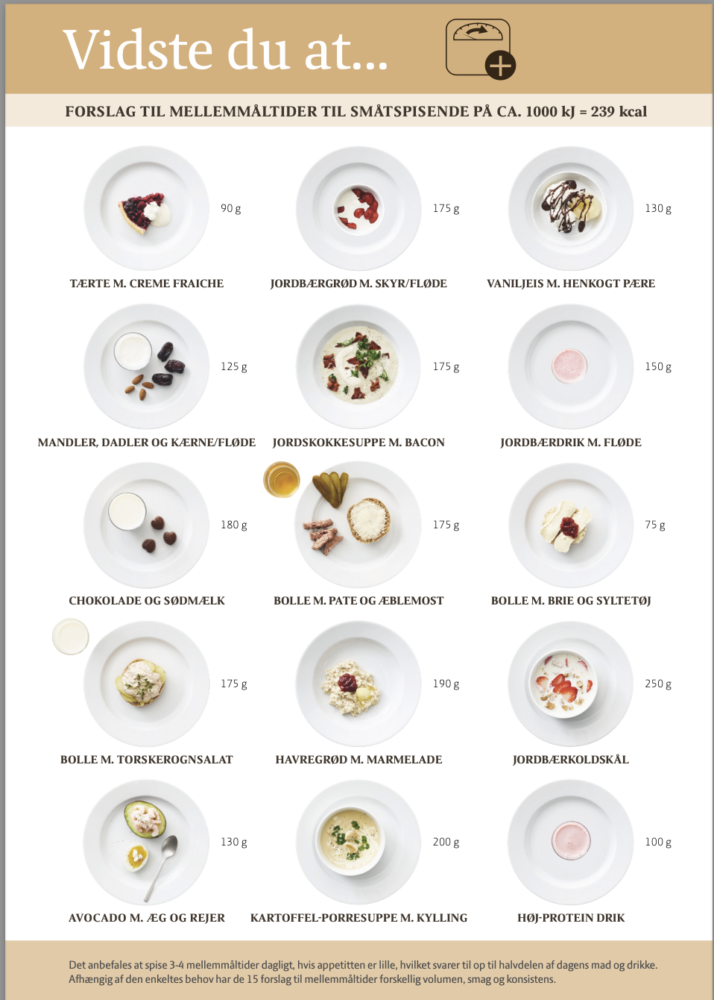 Vidste du at...
FORSLAG TIL MELLEMMÅLTIDER TIL SMÅTSPISENDE PÅ CA. 1000 kJ = 239 kcal
90 g
175 g
130 g
TÆRTE M. CREME FRAICHE
JORDBÆRGRØD M. SKYR/FLØDE
VANILJEIS M. HENKOGT PÆRE
125 g
175 g
150 g
MANDLER, DADLER OG KÆRNE/FLØDE
JORDSKOKKESUPPE M. BACON
JORDBÆRDRIK M. FLØDE
180 g
175 g
75 g
CHOKOLADE OG SØDMÆLK
BOLLE M. PATE OG ÆBLEMOST
BOLLE M. BRIE OG SYLTETØJ
175 g
190 g
250 g
BOLLE M. TORSKEROGNSALAT
HAVREGRØD M. MARMELADE
JORDBÆRKOLDSKÅL
130 g
200 g
100 g
AVOCADO M. ÆG OG REJER
KARTOFFEL-PORRESUPPE M. KYLLING
HØJ-PROTEIN DRIK
Det anbefales at spise 3-4 mellemmåltider dagligt, hvis appetitten er lille, hvilket svarer til op til halvdelen af dagens mad og drikke.
Afhængig af den enkeltes behov har de 15 forslag til mellemmåltider forskellig volumen, smag og konsistens.